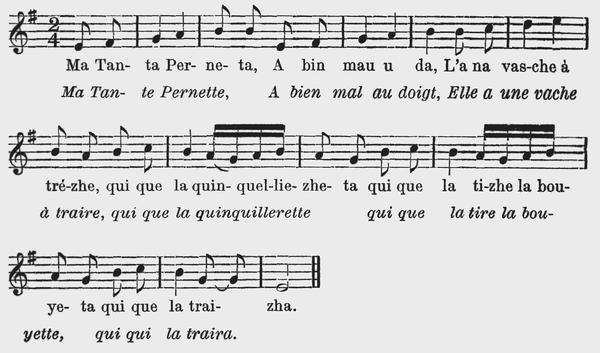 Ma Tan- ta Per- ne- ta, A bin mau u da, L'a na vas-che à
Ma Tan- te Pernette, A bien mal au doigt, Elle a une vache
tré-zhe, qui que la quin- quel-lie- zhe- ta qui que la ti-zhe la bou-
à traire, qui que la quinquillerette qui que la tire la bou-
ye- ta qui que la trai- zha.
yette, qui qui la traira.